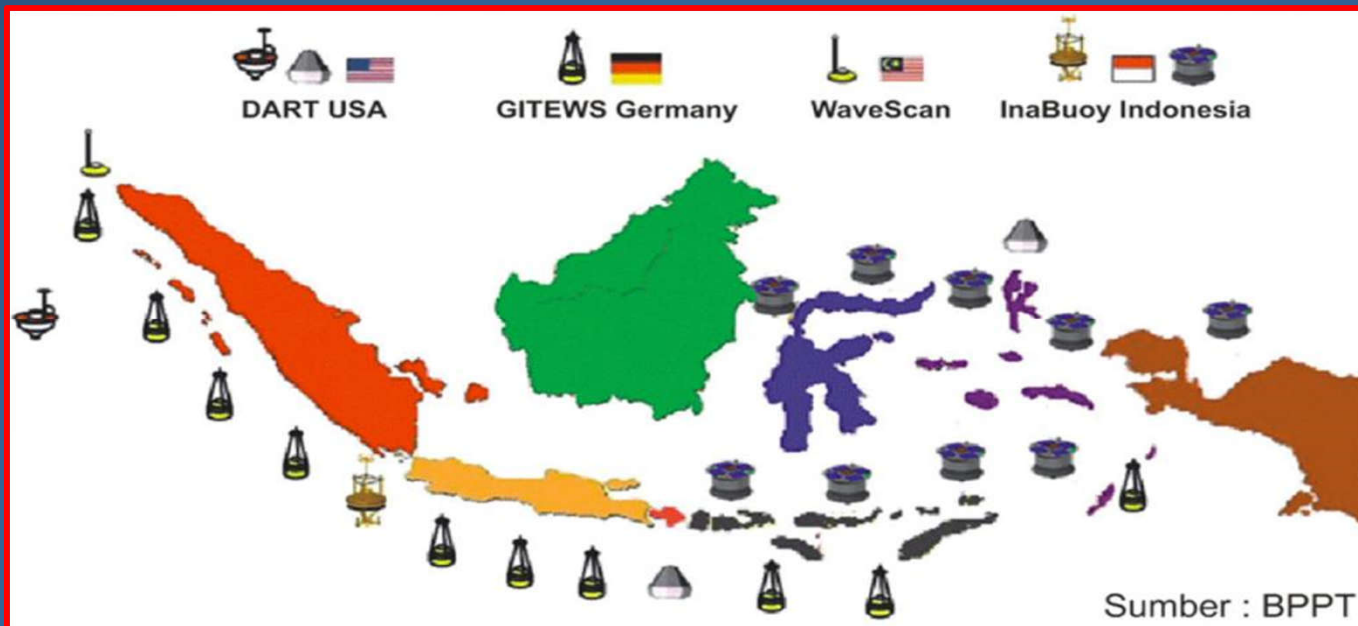 DART USA
GITEWS Germany
WaveScan
InaBuoy Indonesia
Sumber : BPPT